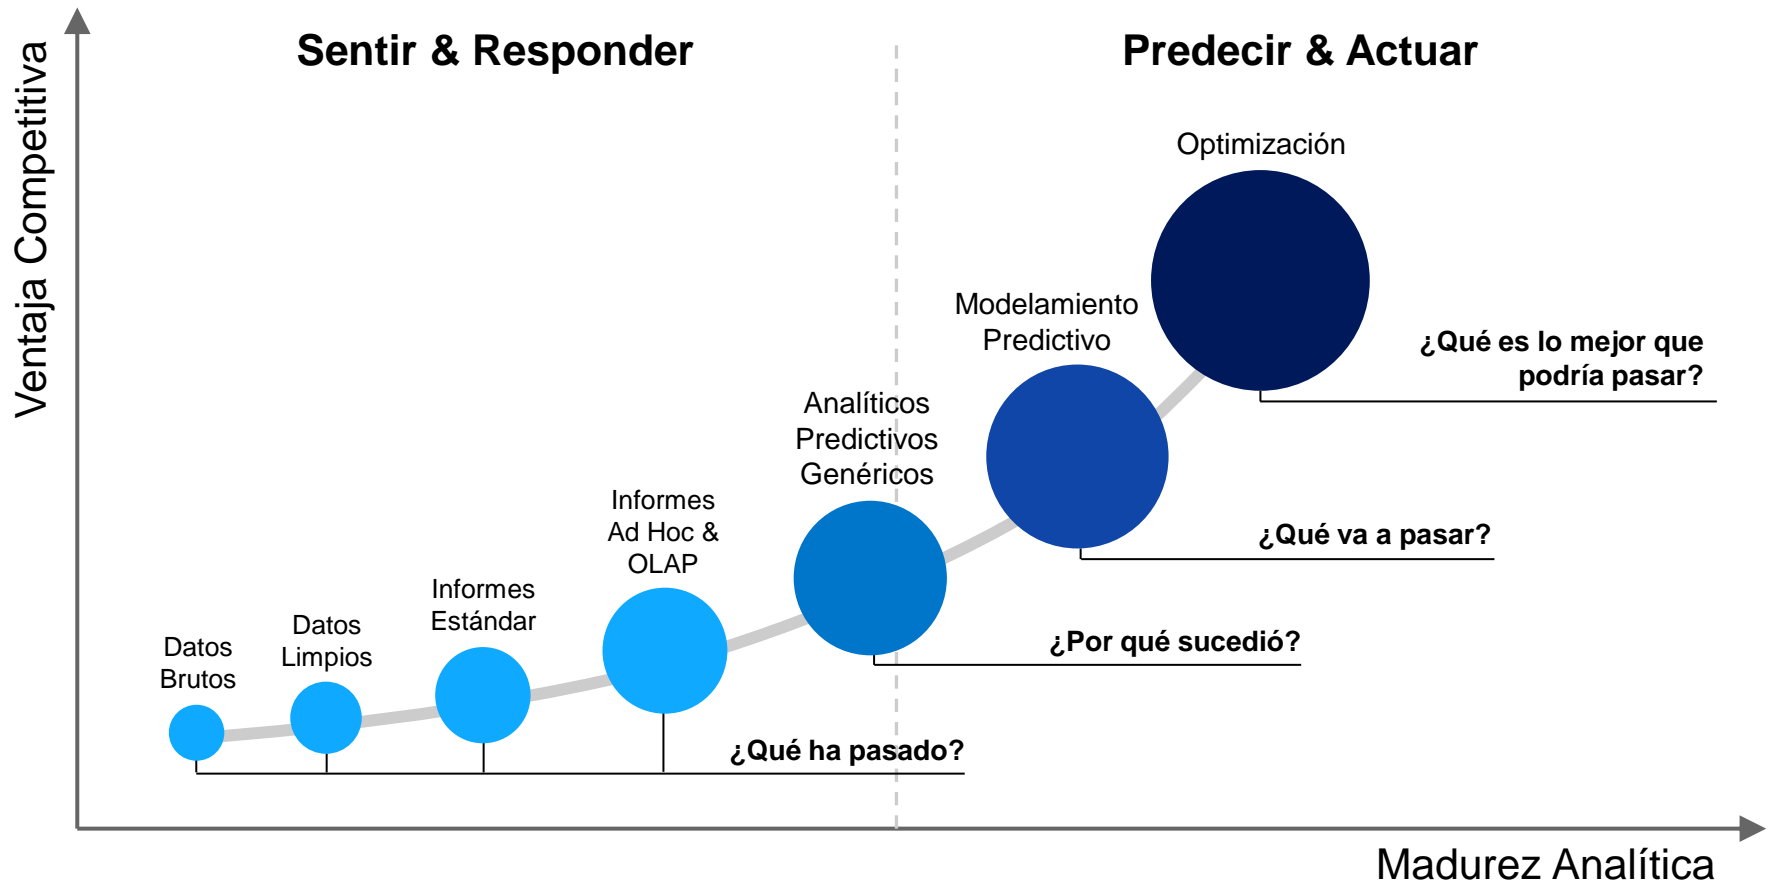 Sentir & Responder
Predecir & Actuar
Ventaja Competitiva
Optimización
Modelamiento
Predictivo
¿Qué es lo mejor que
podría pasar?
Analíticos
Predictivos
Genéricos
Informes
Ad Hoc &
OLAP
¿Qué va a pasar?
Informes
Estándar
Datos
Limpios
Datos
Brutos
¿Por qué sucedió?
¿Qué ha pasado?
Madurez Analítica